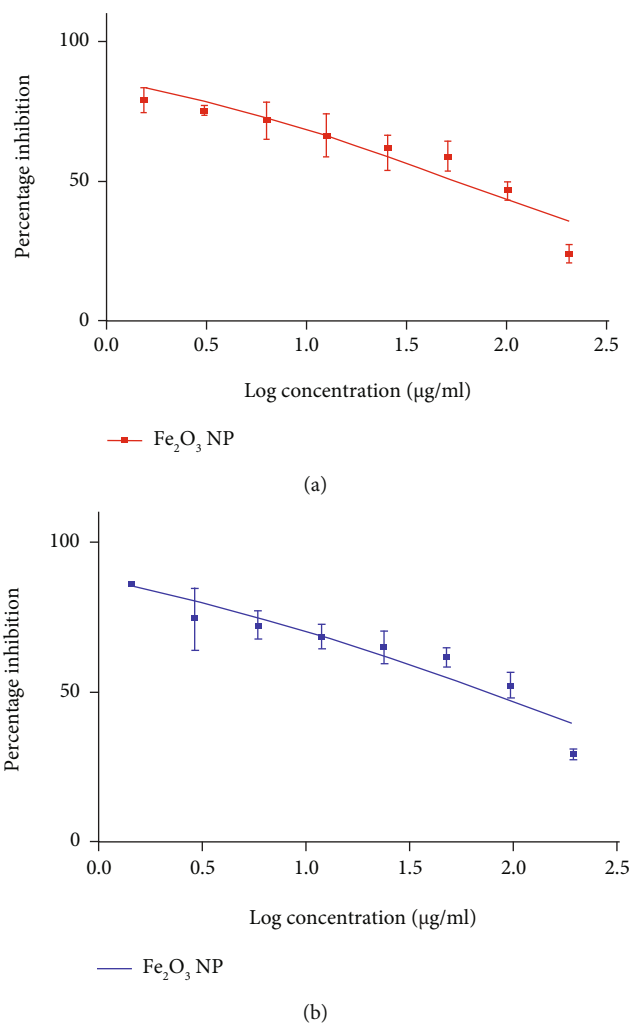 100
50
0
Percentage inhibition
0.0 0.5 1.0 1.5 2.0 2.5
Log concentration (µg/ml)
Fe₂O₃ NP
(a)
100
50
0
Percentage inhibition
0.0 0.5 1.0 1.5 2.0 2.5
Log concentration (µg/ml)
Fe₂O₃ NP
(b)